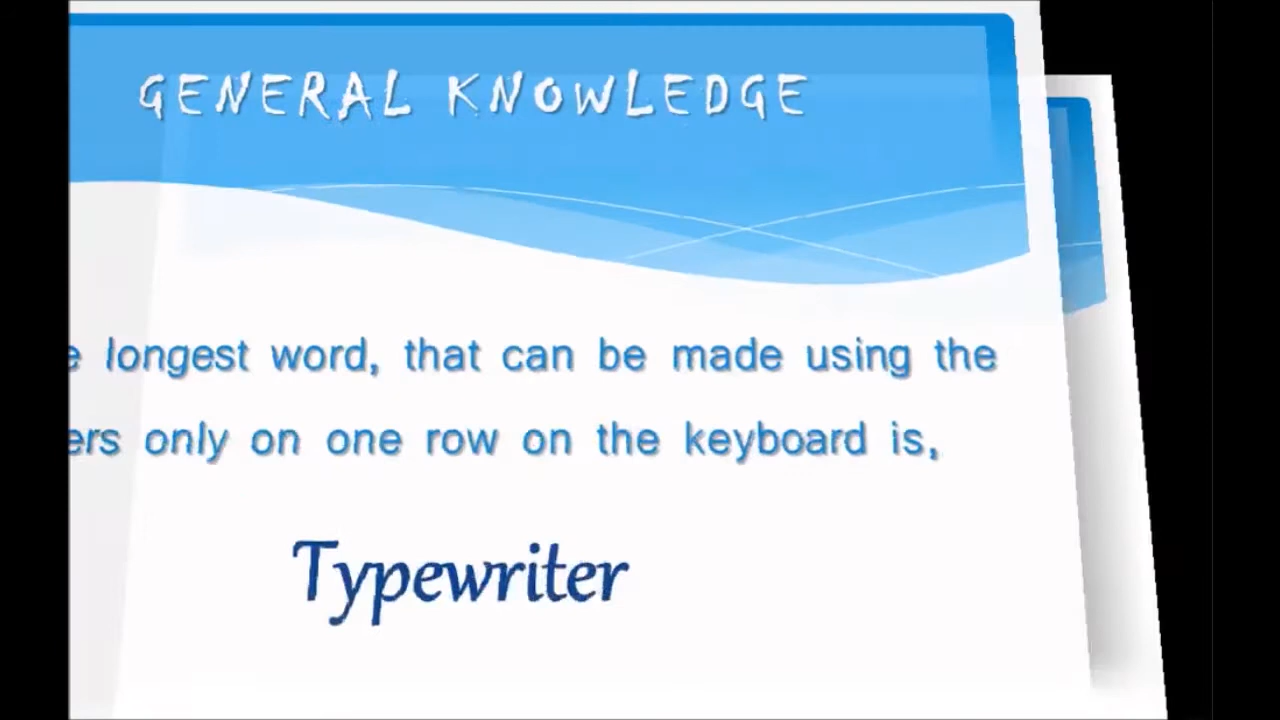 GENERAL KNOWLEDGE
longest word, that can be made using the
only on one row on the keyboard is,
Typewriter